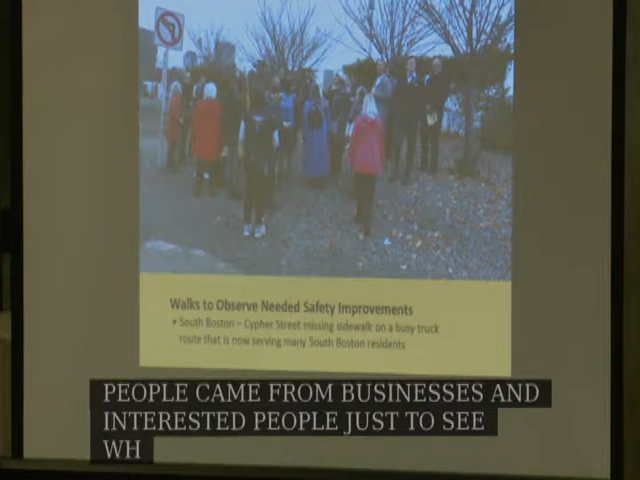 Walks to Observe Needed Safety Improvements
• South Boston – Cypher Street missing sidewalk on a busy truck
route that is now serving many South Boston residents
PEOPLE CAME FROM BUSINESSES AND
INTERESTED PEOPLE JUST TO SEE
WH